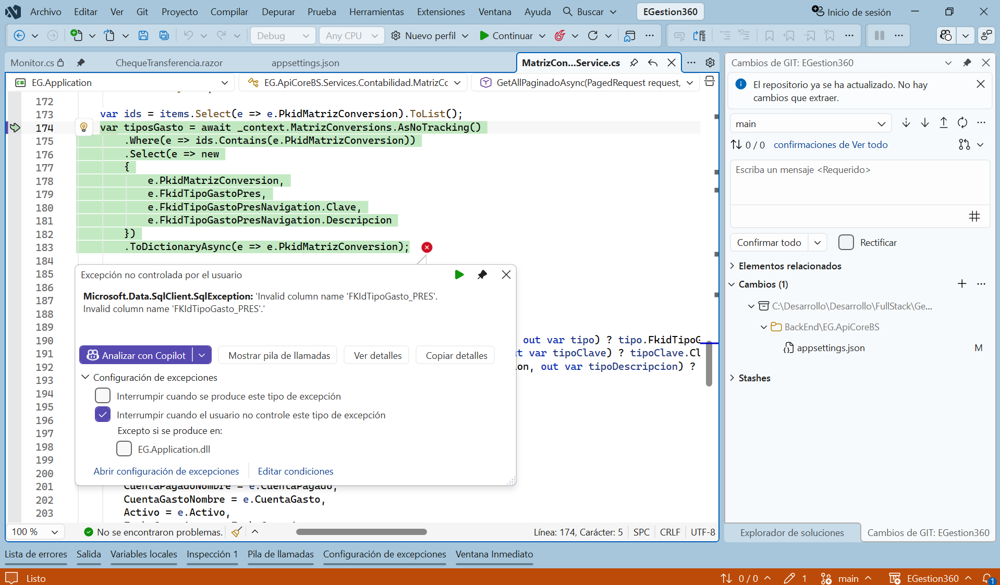 Archivo Editar Ver Git Proyecto Compilar Depurar Prueba Herramientas Extensiones Ventana Ayuda Buscar EGestion360 Inicio de sesión
Debug Any CPU Nuevo perfil Continuar
Monitor.cs ChequeTransferencia.razor appsettings.json MatrizCon...Service.cs
EG.Application EG.ApiCoreBS.Services.Contabilidad.MatrizCc GetAllPaginadoAsync(PagedRequest request,
172
173 var ids = items.Select(e => e.PkidMatrizConversion).ToList();
174 var tiposGasto = await _context.MatrizConversions.AsNoTracking()
175 .Where(e => ids.Contains(e.PkidMatrizConversion))
176 .Select(e => new
177 {
178 e.PkidMatrizConversion,
179 e.FkidTipoGastoPres,
180 e.FkidTipoGastoPresNavigation.Clave,
181 e.FkidTipoGastoPresNavigation.Descripcion
182 })
183 .ToDictionaryAsync(e => e.PkidMatrizConversion);
184
185
186
187
188
189
190 out var tipo) ? tipo.FkidTipoG
191 t var tipoClave) ? tipoClave.Cl
192 on, out var tipoDescripcion) ?
193
194
195
196
197
198
199
200
201 CuentaPagadoNombre = e.CuentaPagado,
202 CuentaGastoNombre = e.CuentaGasto,
203 Activo = e.Activo,
Excepción no controlada por el usuario
Microsoft.Data.SqlClient.SqlException: 'Invalid column name 'FKIdTipoGasto_PRES'.
Invalid column name 'FKIdTipoGasto_PRES'.'
Analizar con Copilot Mostrar pila de llamadas Ver detalles Copiar detalles
Configuración de excepciones
Interrumpir cuando se produce este tipo de excepción
Interrumpir cuando el usuario no controle este tipo de excepción
Excepto si se produce en:
EG.Application.dll
Abrir configuración de excepciones Editar condiciones
100 % No se encontraron problemas. Línea: 174, Carácter: 5 SPC CRLF UTF-8
Cambios de GIT: EGestion360
El repositorio ya se ha actualizado. No hay
cambios que extraer.
main
0 / 0 confirmaciones de Ver todo
Escriba un mensaje <Requerido>
Confirmar todo Rectificar
Elementos relacionados
Cambios (1)
C:\Desarrollo\Desarrollo\FullStack\Ge...
BackEnd\EG.ApiCoreBS
appsettings.json M
Stashes
Explorador de soluciones Cambios de GIT: EGestion360
Lista de errores Salida Variables locales Inspección 1 Pila de llamadas Configuración de excepciones Ventana Inmediato
Listo 0 / 0 1 main EGestion360 1